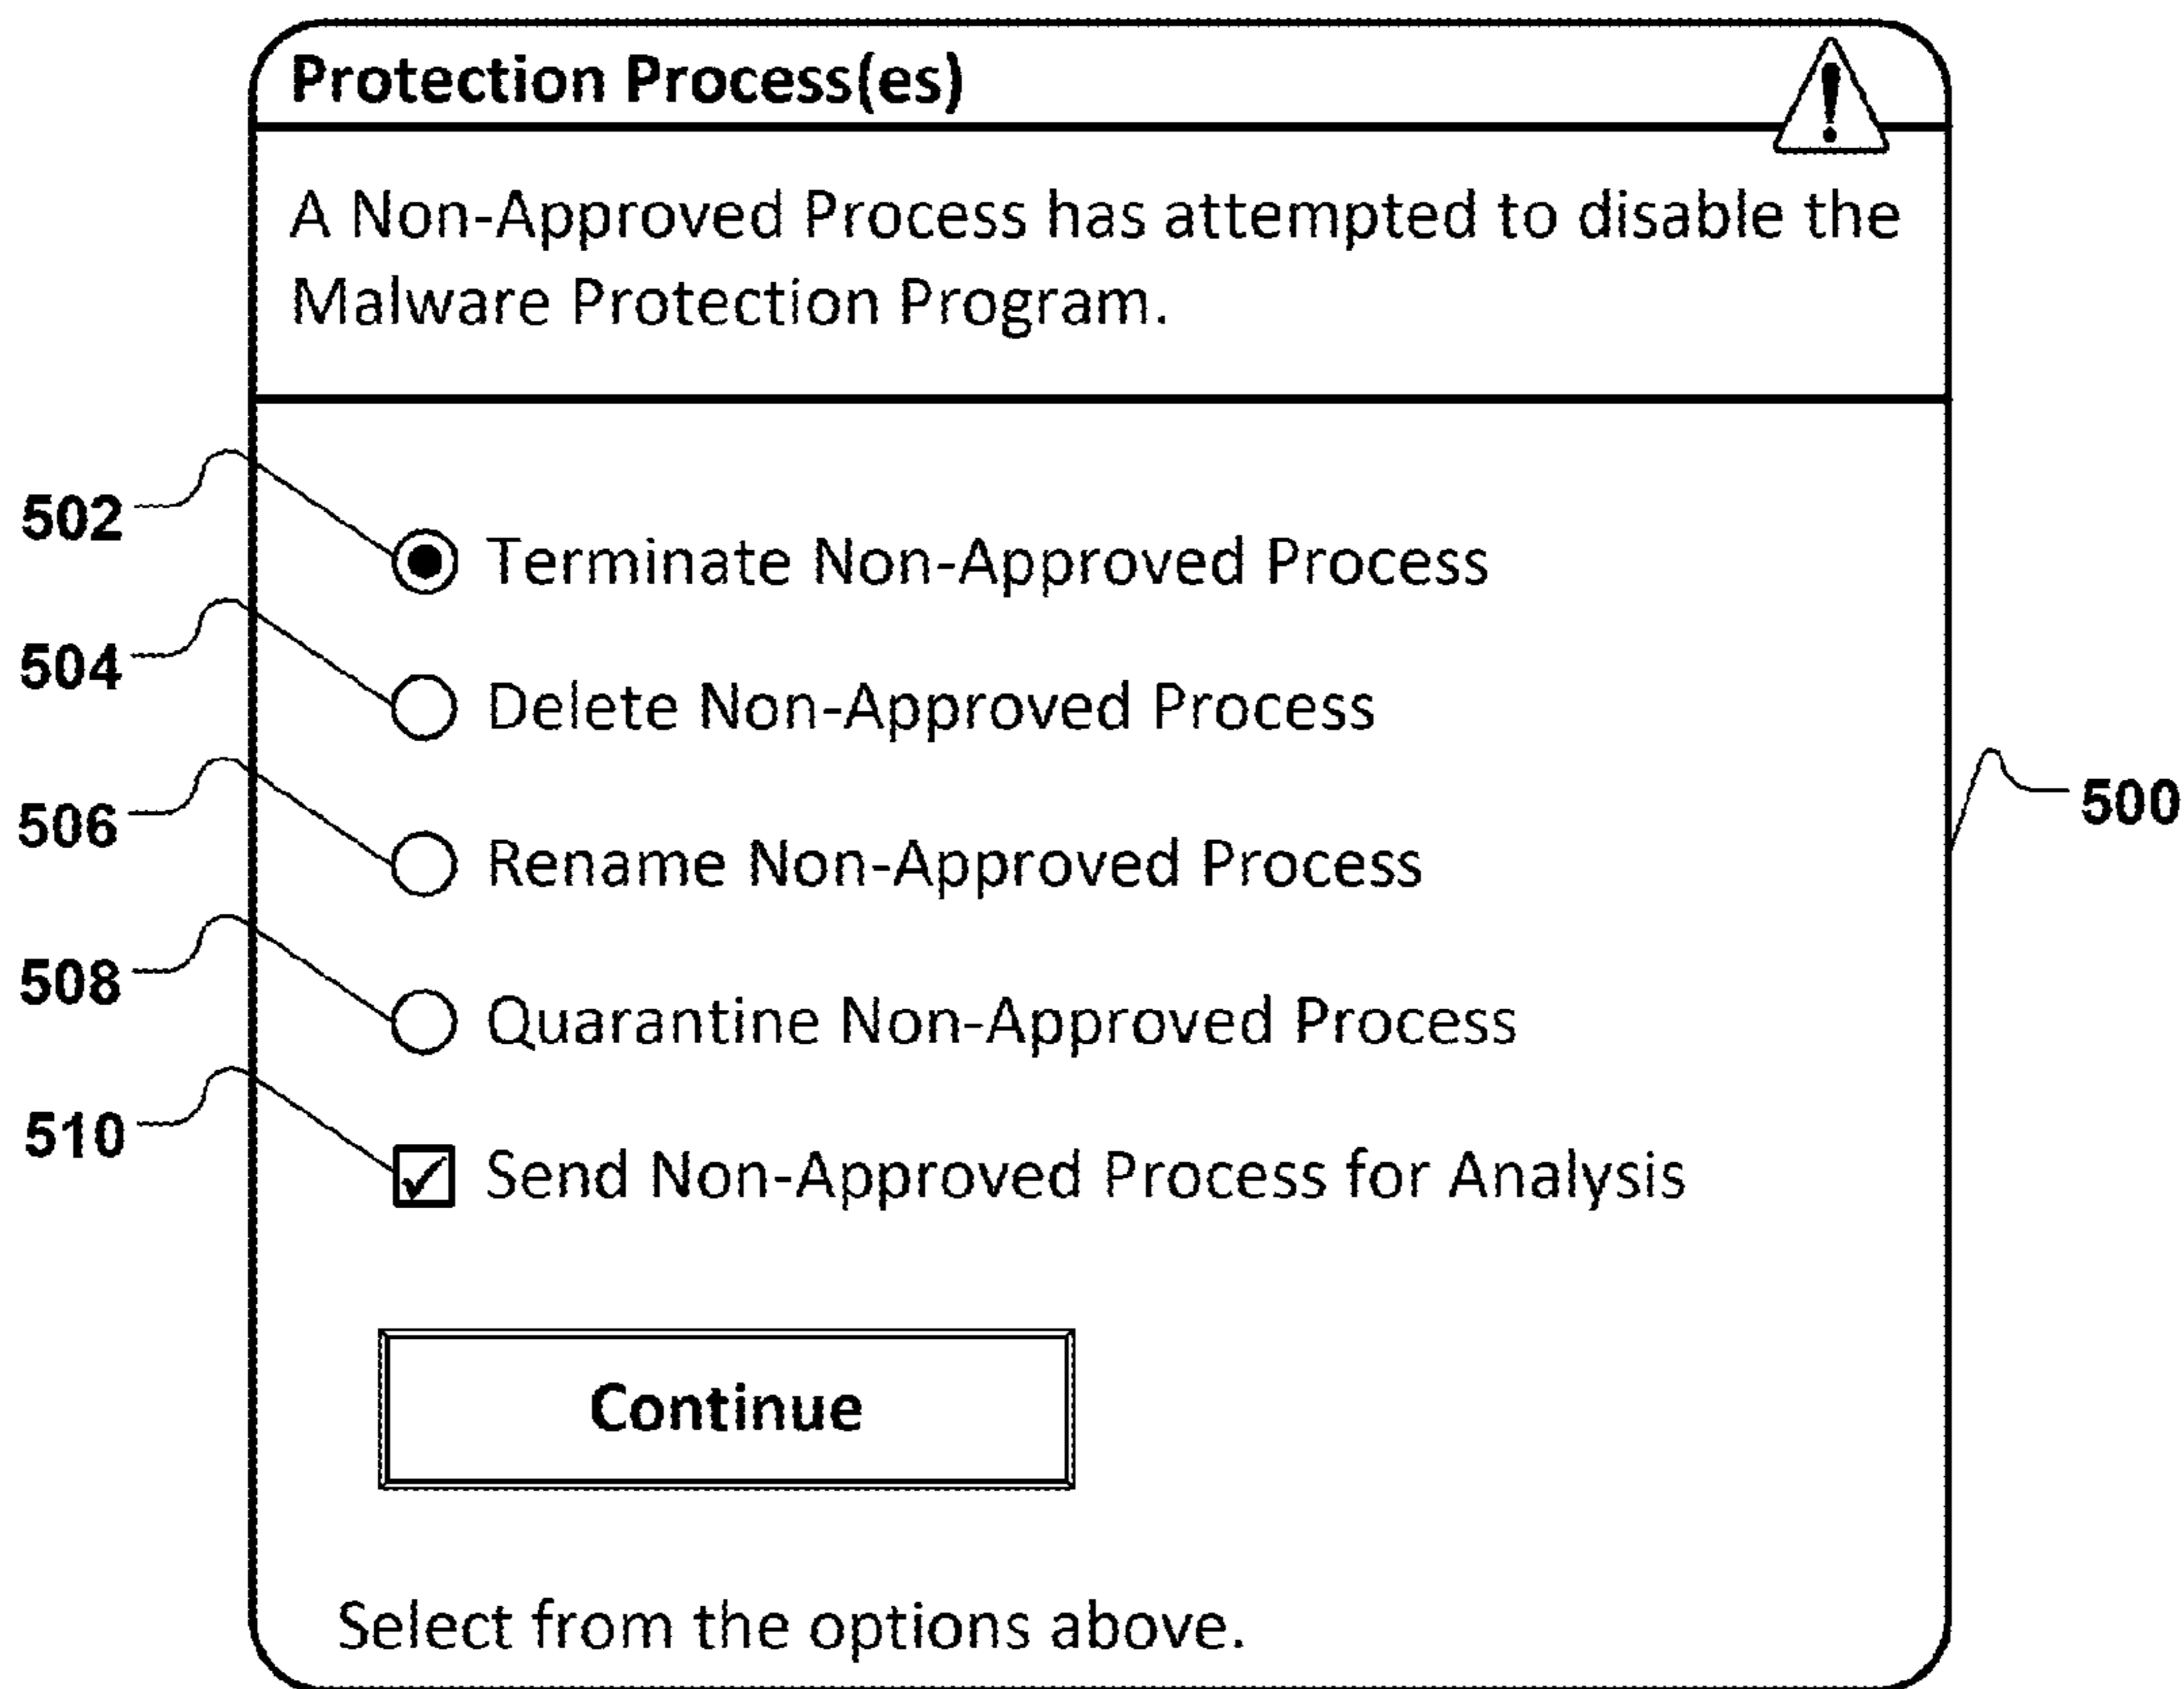 Protection Process(es)
!
A Non-Approved Process has attempted to disable the
Malware Protection Program.
502
Terminate Non-Approved Process
504
Delete Non-Approved Process
500
506
Rename Non-Approved Process
508
Quarantine Non-Approved Process
510
Send Non-Approved Process for Analysis
Continue
Select from the options above.